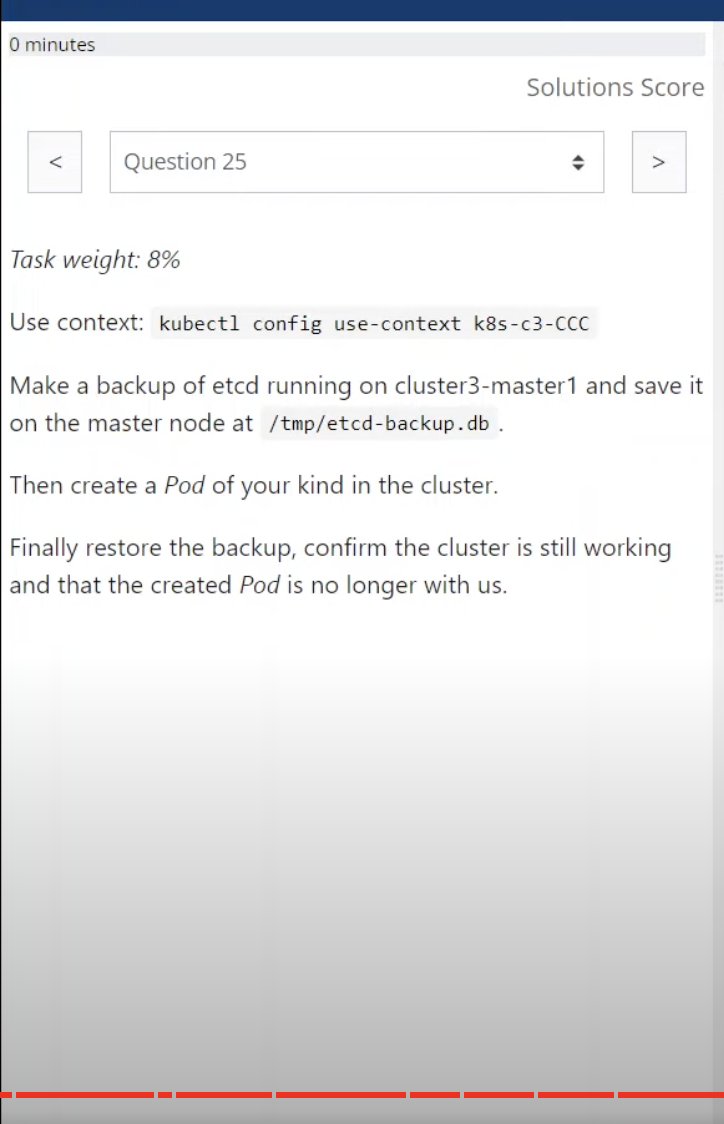 0 minutes
Solutions Score
< Question 25 >
Task weight: 8%
Use context: kubectl config use-context k8s-c3-CCC
Make a backup of etcd running on cluster3-master1 and save it
on the master node at /tmp/etcd-backup.db .
Then create a Pod of your kind in the cluster.
Finally restore the backup, confirm the cluster is still working
and that the created Pod is no longer with us.